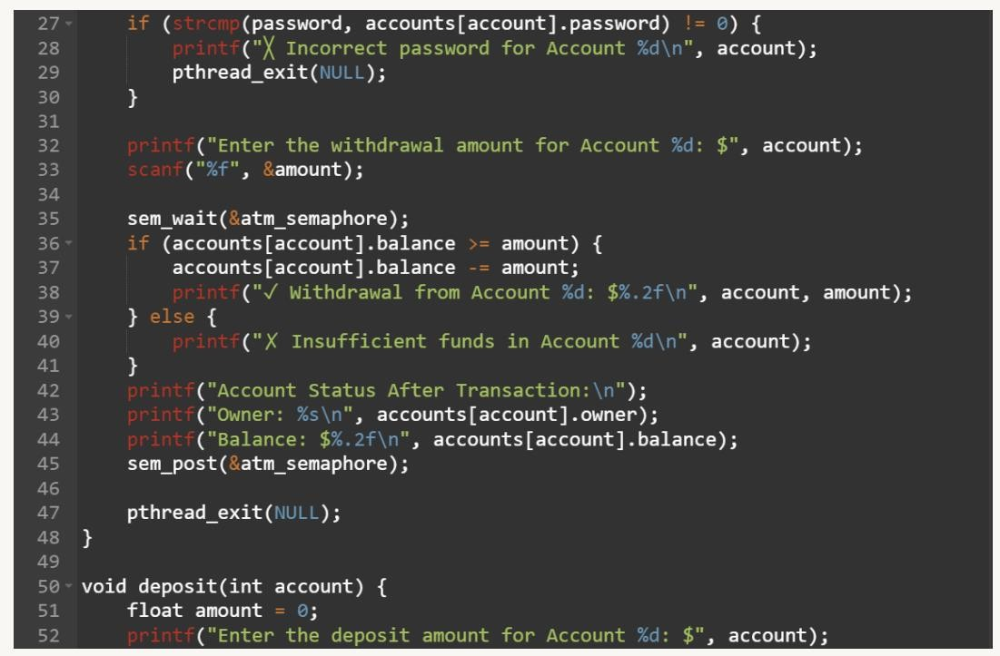 27 if (strcmp(password, accounts[account].password) != 0) {
28 printf("╳ Incorrect password for Account %d\n", account);
29 pthread_exit(NULL);
30 }
31
32 printf("Enter the withdrawal amount for Account %d: $", account);
33 scanf("%f", &amount);
34
35 sem_wait(&atm_semaphore);
36 if (accounts[account].balance >= amount) {
37 accounts[account].balance -= amount;
38 printf("✓ Withdrawal from Account %d: $%.2f\n", account, amount);
39 } else {
40 printf("╳ Insufficient funds in Account %d\n", account);
41 }
42 printf("Account Status After Transaction:\n");
43 printf("Owner: %s\n", accounts[account].owner);
44 printf("Balance: $%.2f\n", accounts[account].balance);
45 sem_post(&atm_semaphore);
46
47 pthread_exit(NULL);
48 }
49
50 void deposit(int account) {
51 float amount = 0;
52 printf("Enter the deposit amount for Account %d: $", account);